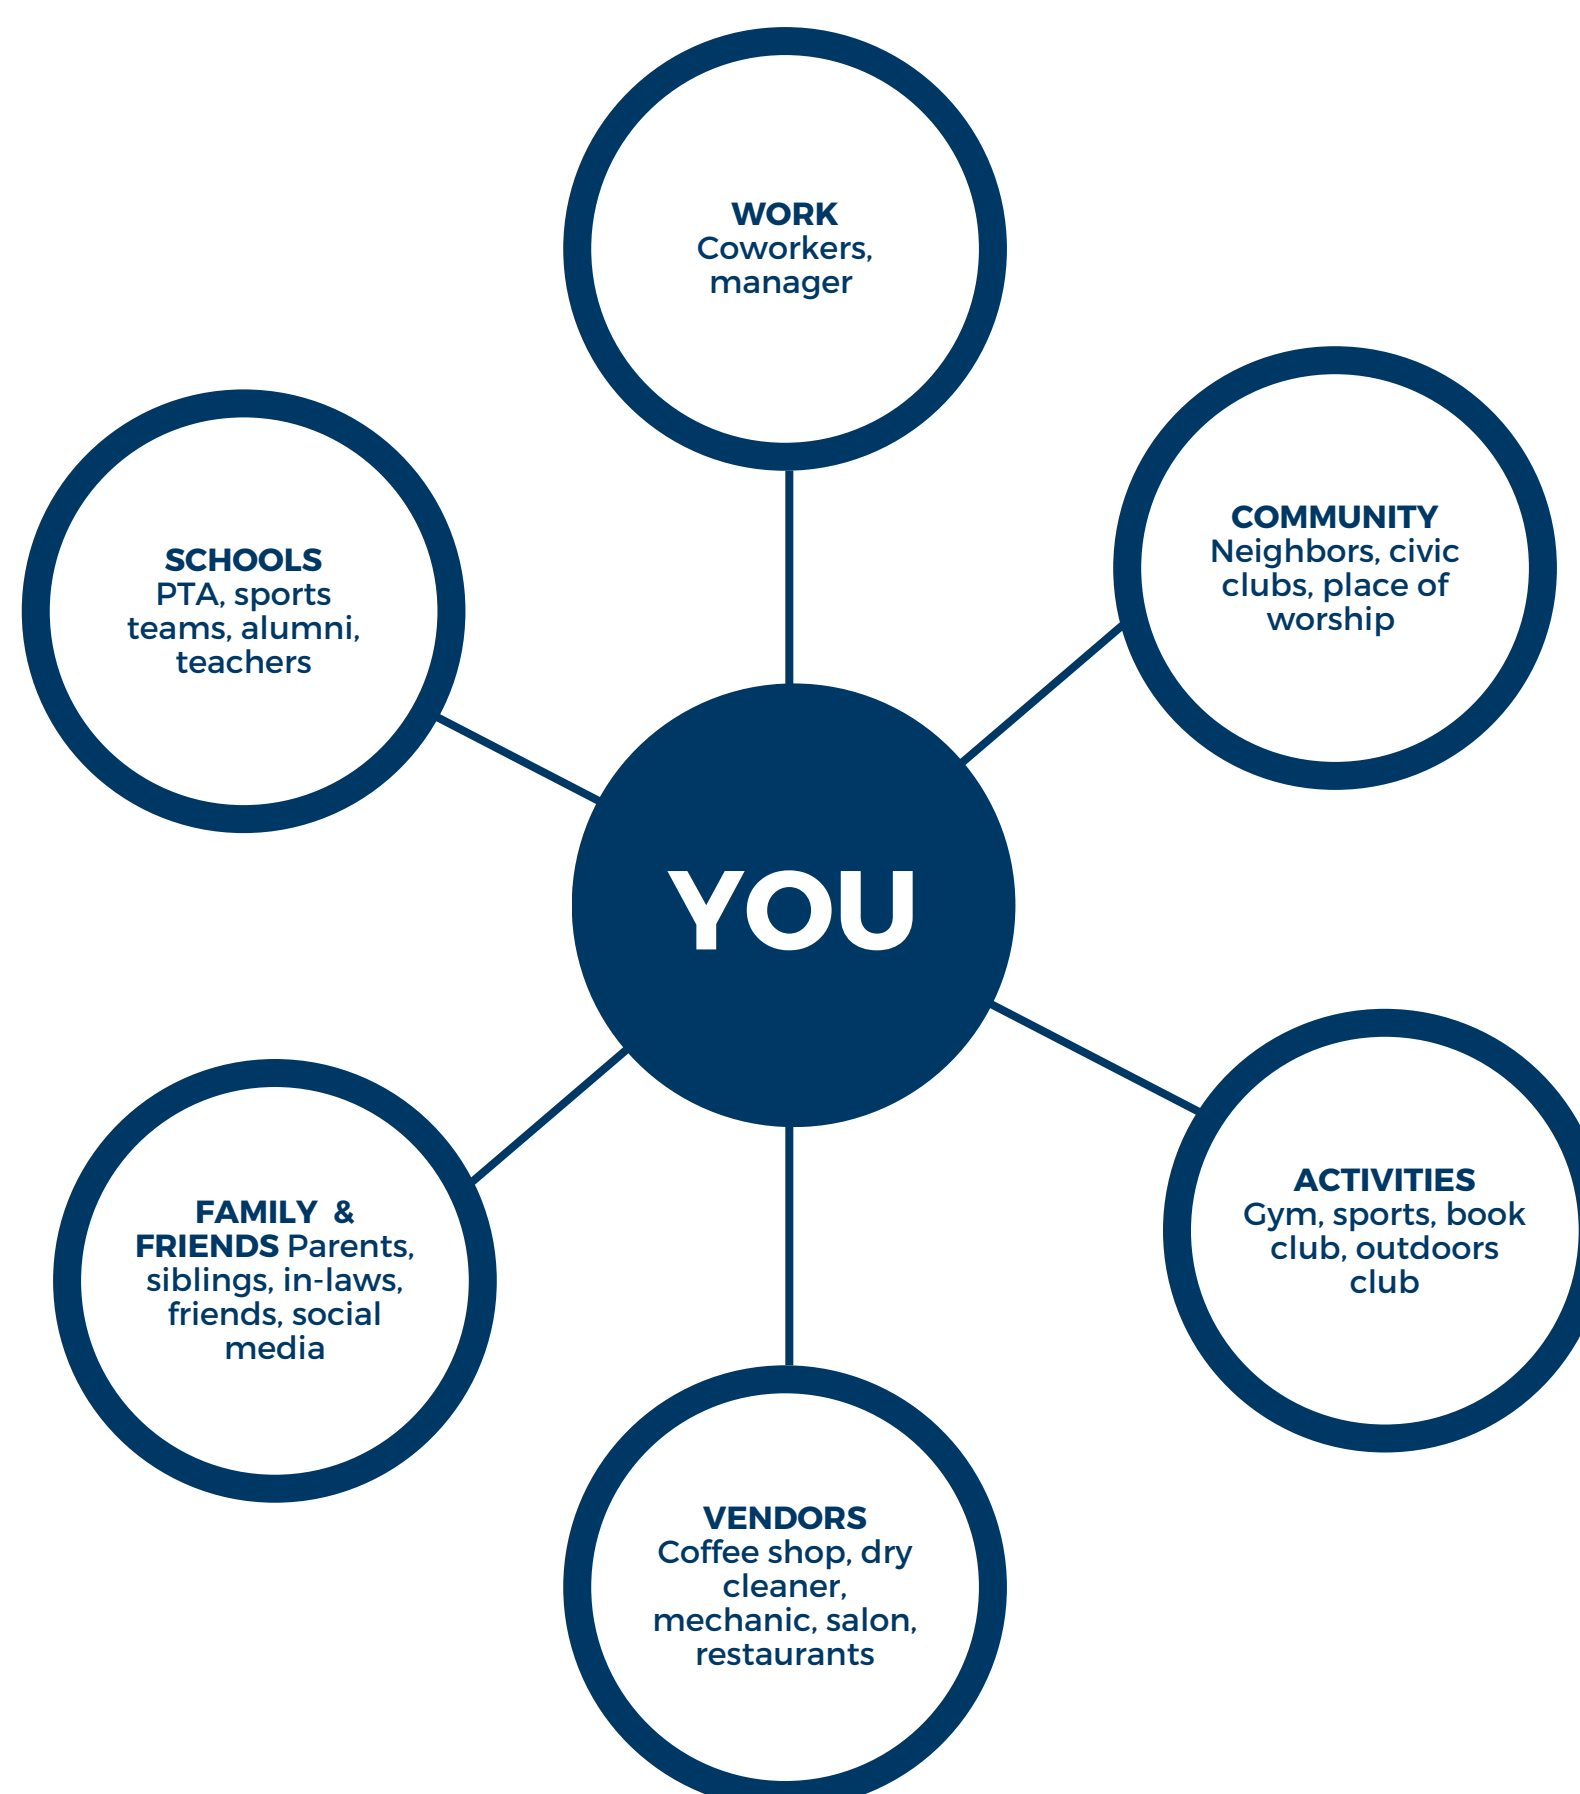 WORK
Coworkers,
manager
COMMUNITY
Neighbors, civic
clubs, place of
worship
SCHOOLS
PTA, sports
teams, alumni,
teachers
YOU
ACTIVITIES
Gym, sports, book
club, outdoors
club
FAMILY &
FRIENDS Parents,
siblings, in-laws,
friends, social
media
VENDORS
Coffee shop, dry
cleaner,
mechanic, salon,
restaurants